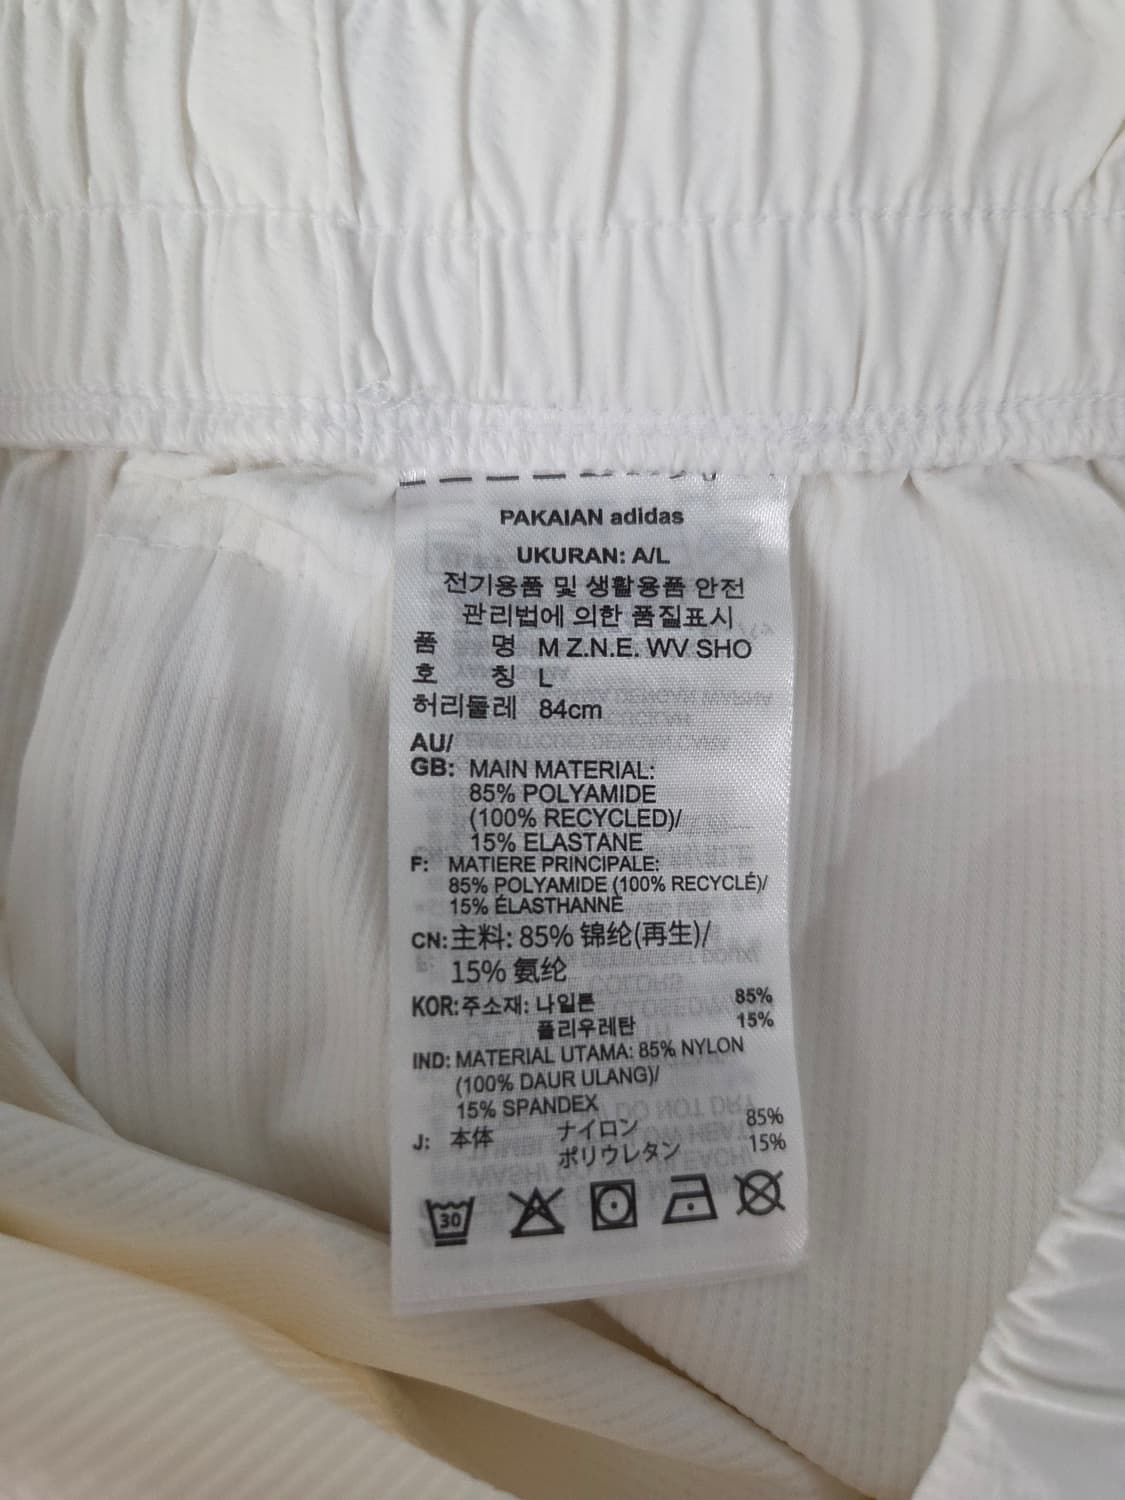 PAKAIAN adidas
UKURAN: A/L
전기용품 및 생활용품 안전
관리법에 의한 품질표시
품 명 M Z.N.E. WV SHO
호 칭 L
허리둘레 84cm
AU/
GB: MAIN MATERIAL:
85% POLYAMIDE
(100% RECYCLED)/
15% ELASTANE
F: MATIERE PRINCIPALE:
85% POLYAMIDE (100% RECYCLÉ)/
15% ÉLASTHANNE
CN: 主料: 85% 锦纶(再生)/
15% 氨纶
KOR: 주소재: 나일론 85%
폴리우레탄 15%
IND: MATERIAL UTAMA: 85% NYLON
(100% DAUR ULANG)/
15% SPANDEX
J: 本体 ナイロン 85%
ポリウレタン 15%
30